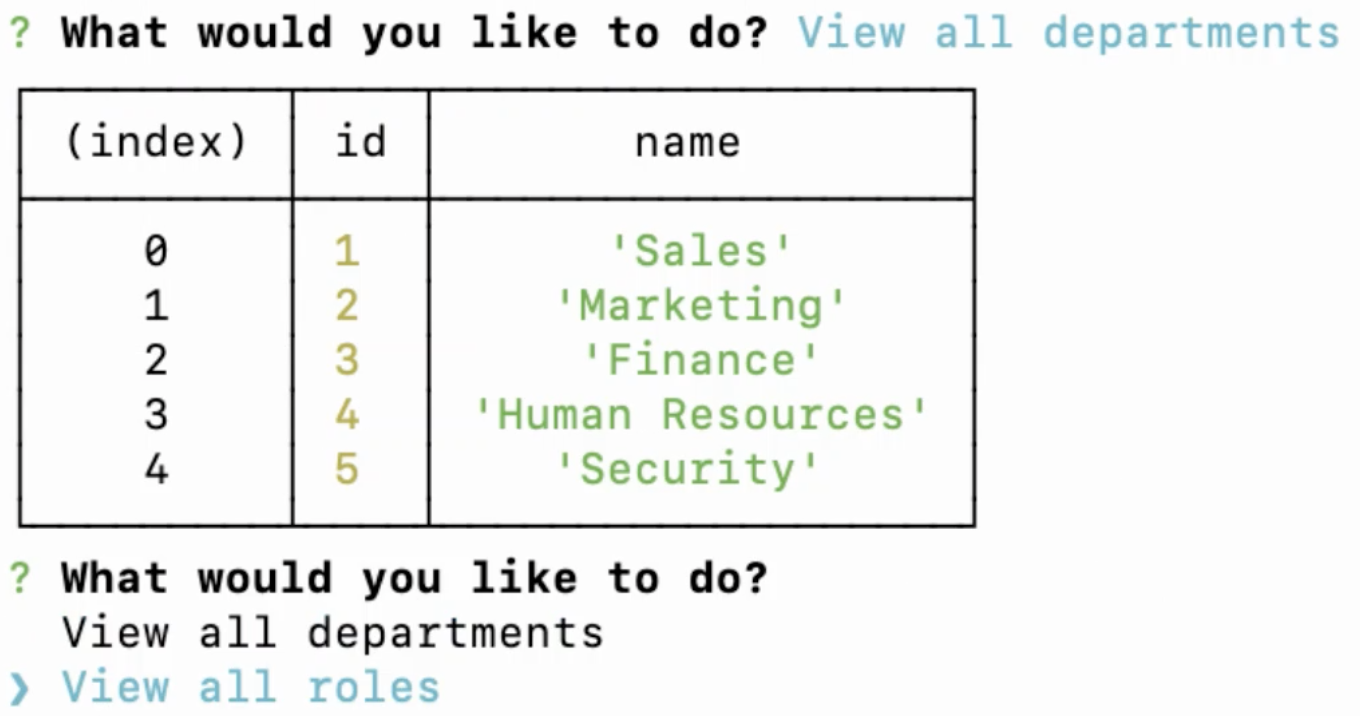 ? What would you like to do? View all departments
(index) id name
0 1 'Sales'
1 2 'Marketing'
2 3 'Finance'
3 4 'Human Resources'
4 5 'Security'
? What would you like to do?
View all departments
❯ View all roles